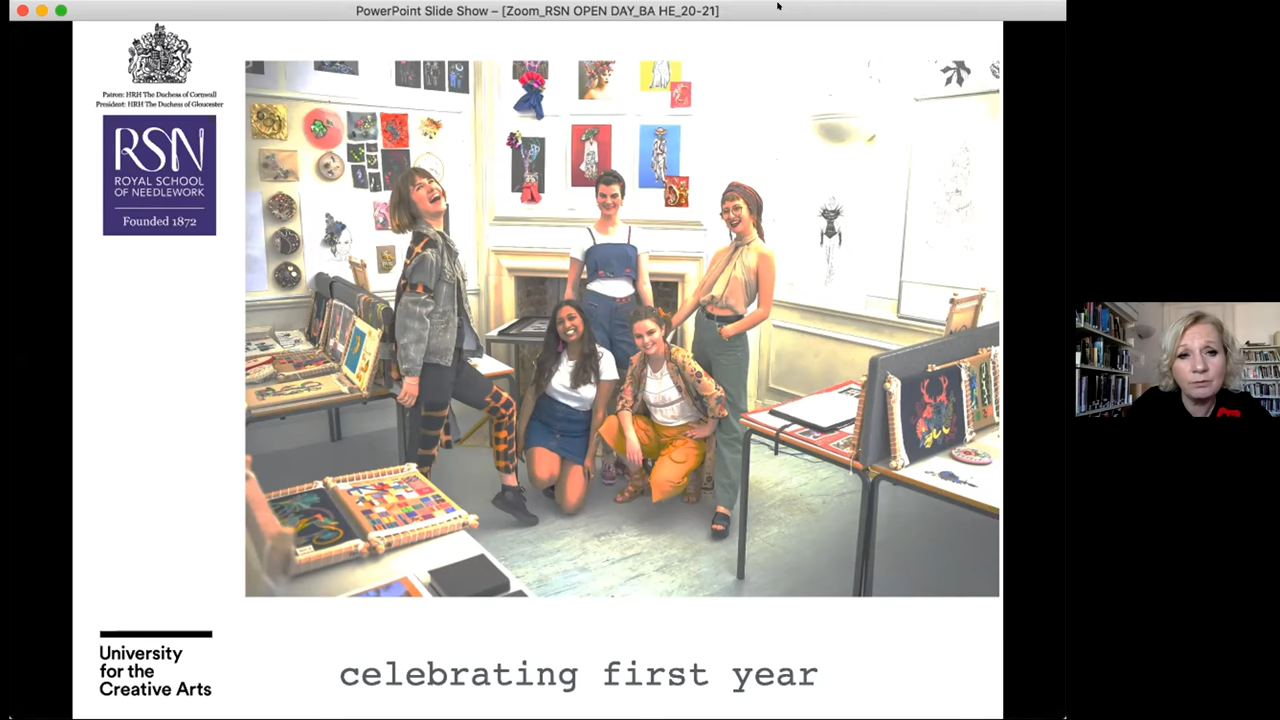 PowerPoint Slide Show – [Zoom_RSN OPEN DAY_BA HE_20-21]
Patron: HRH The Duchess of Cornwall
President: HRH The Duchess of Gloucester
RSN
ROYAL SCHOOL
OF NEEDLEWORK
Founded 1872
University
for the
Creative Arts
celebrating first year